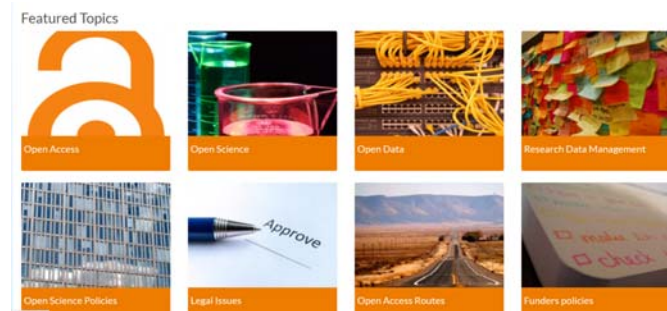 Featured Topics
Open Access
Open Science
Open Data
Research Data Management
Approve
Open Science Policies
Legal Issues
Open Access Routes
Funders policies